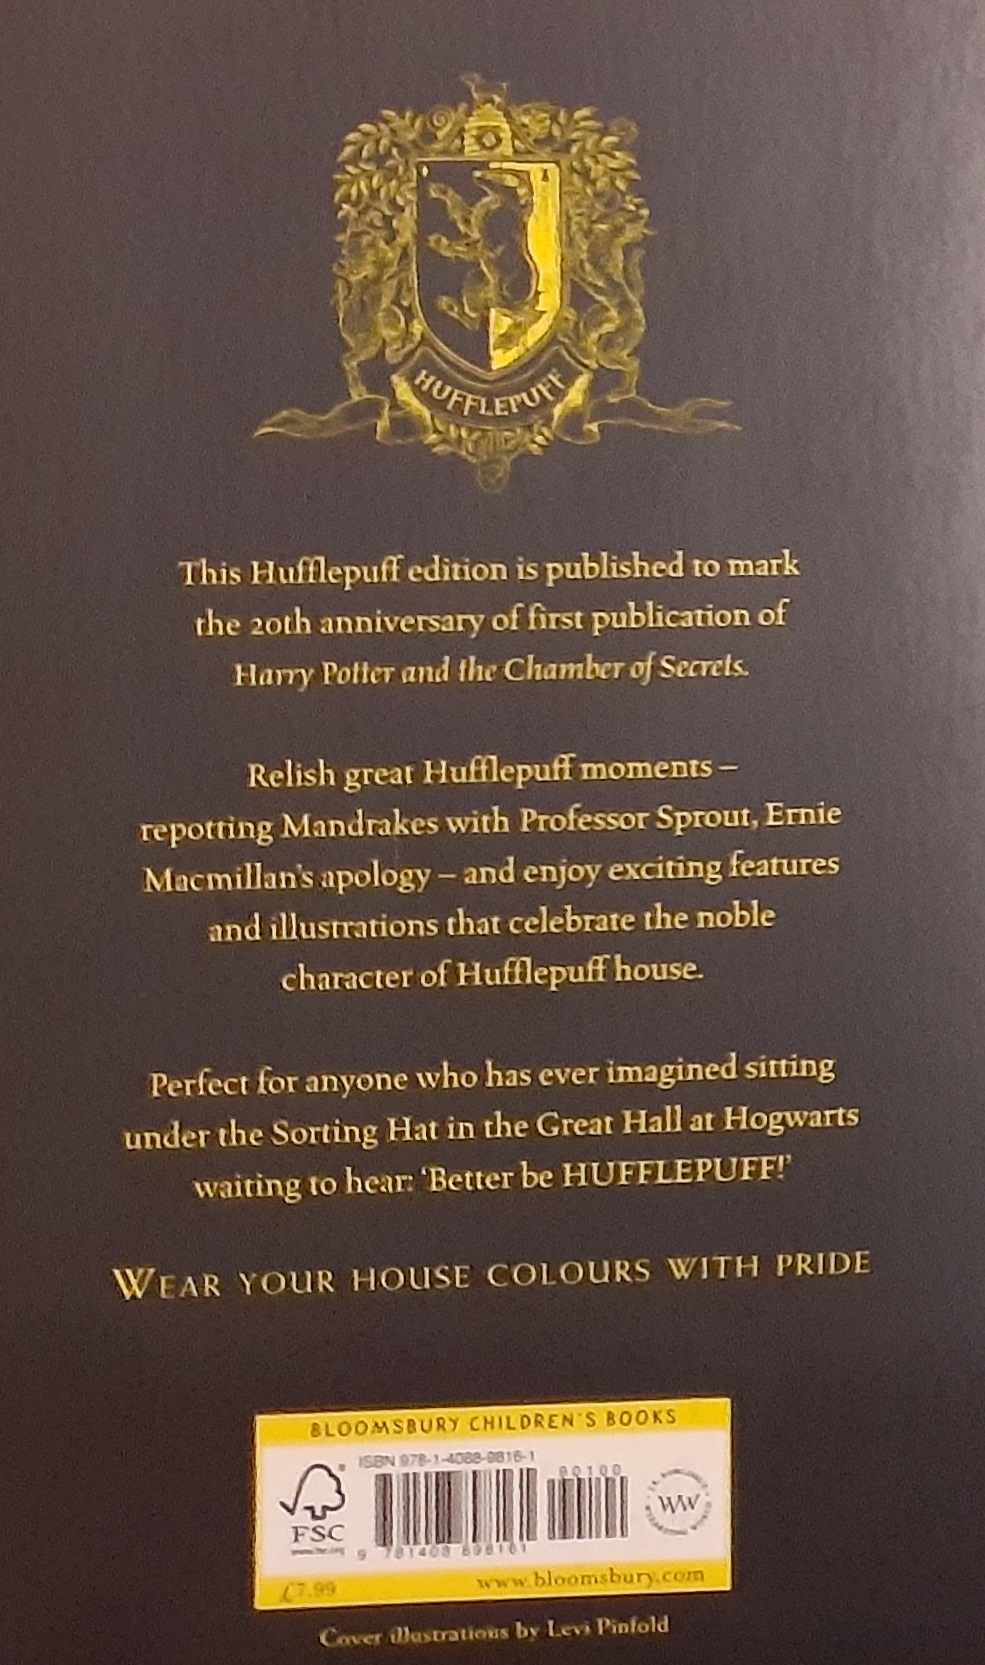 HUFFLEPUFF
This Hufflepuff edition is published to mark
the 20th anniversary of first publication of
Harry Potter and the Chamber of Secrets.
Relish great Hufflepuff moments –
repotting Mandrakes with Professor Sprout, Ernie
Macmillan's apology – and enjoy exciting features
and illustrations that celebrate the noble
character of Hufflepuff house.
Perfect for anyone who has ever imagined sitting
under the Sorting Hat in the Great Hall at Hogwarts
waiting to hear: ‘Better be HUFFLEPUFF!’
WEAR YOUR HOUSE COLOURS WITH PRIDE
BLOOMSBURY CHILDREN'S BOOKS
ISBN 978-1-4088-9816-1
00100
FSC
WW
9 781408 898161
£7.99
www.bloomsbury.com
Cover illustrations by Levi Pinfold